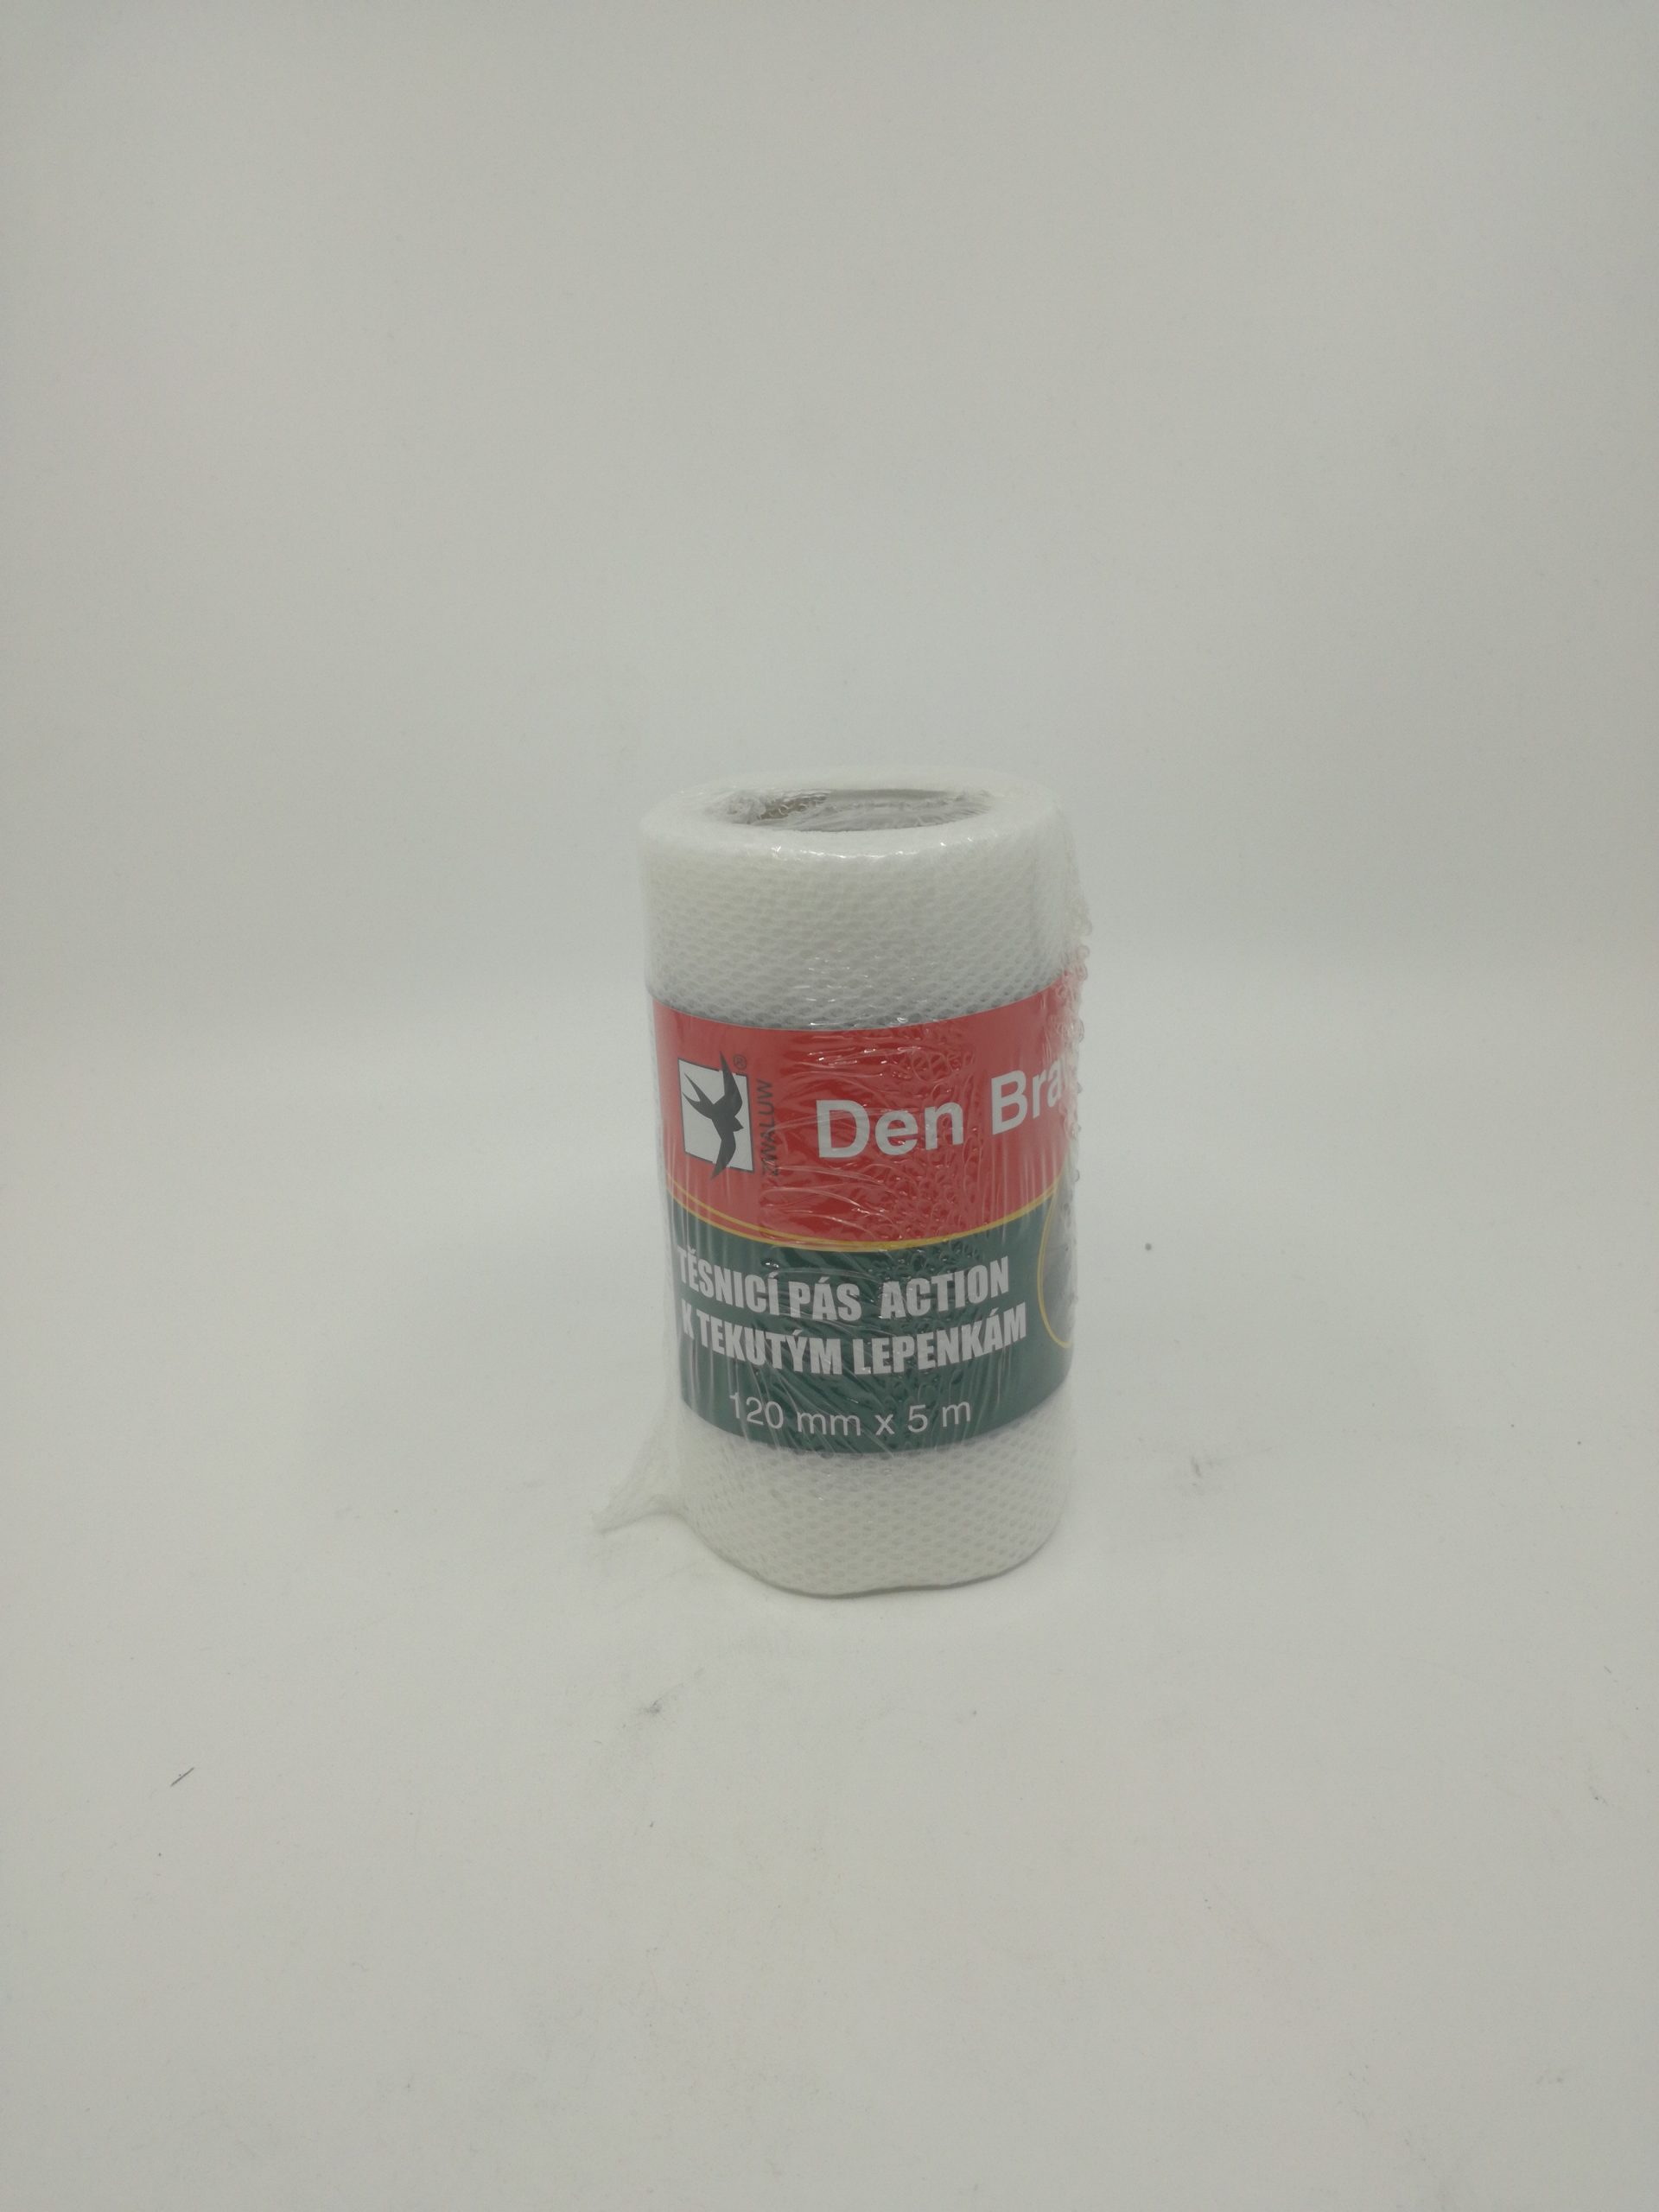 ZWALUW®
Den Bra
TĚSNICÍ PÁS ACTION
K TEKUTÝM LEPENKÁM
120 mm x 5 m